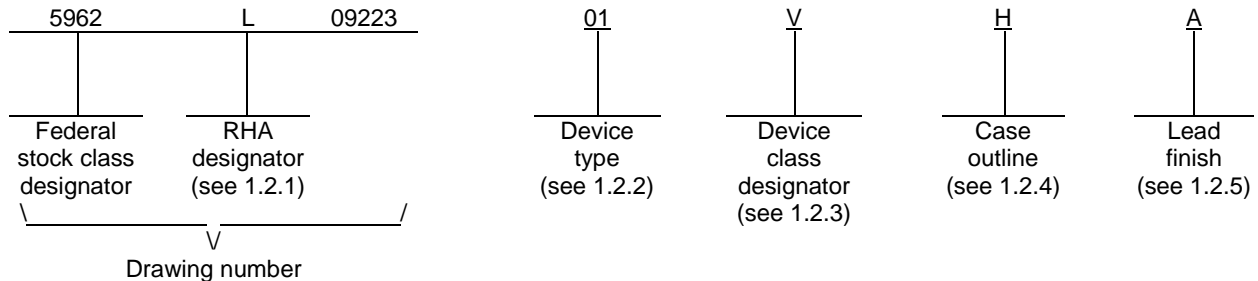 5962 L 09223 01 V H A
Federal stock class designator
RHA designator (see 1.2.1)
Device type (see 1.2.2)
Device class designator (see 1.2.3)
Case outline (see 1.2.4)
Lead finish (see 1.2.5)
Drawing number